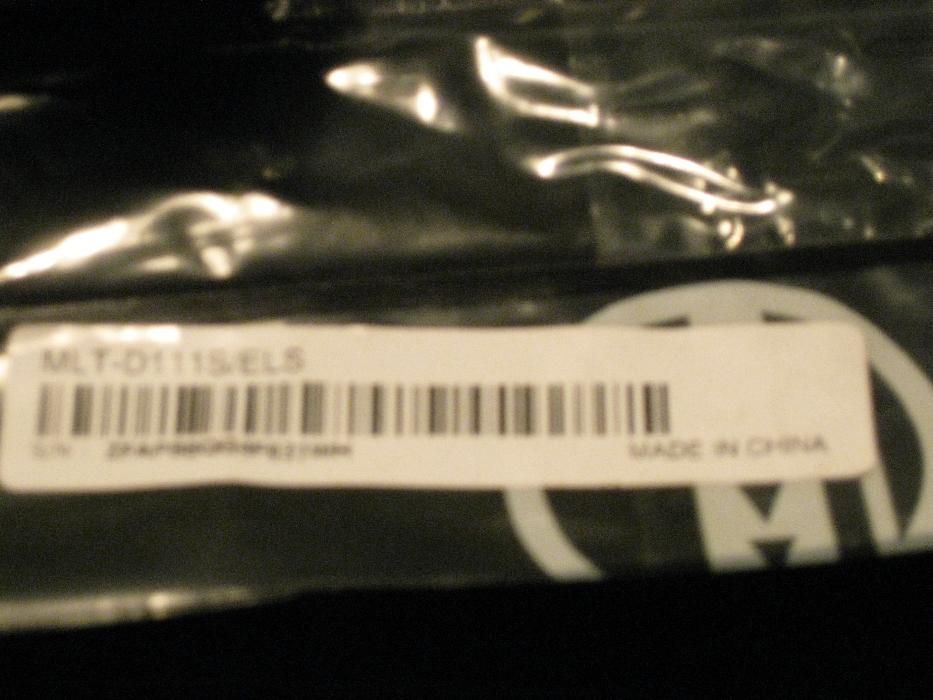 MLT-D111S/ELS
S/N
MADE IN CHINA